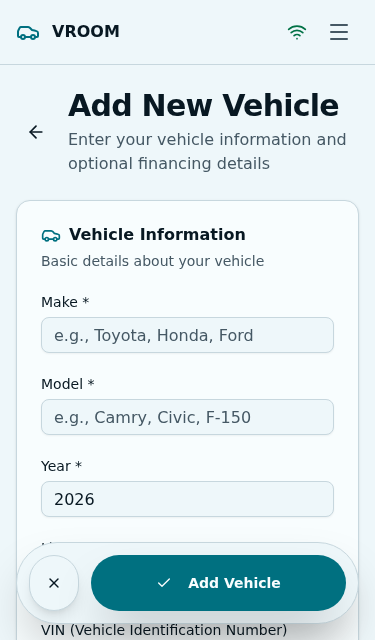 VROOM
Add New Vehicle
Enter your vehicle information and
optional financing details
Vehicle Information
Basic details about your vehicle
Make *
e.g., Toyota, Honda, Ford
Model *
e.g., Camry, Civic, F-150
Year *
2026
Add Vehicle
VIN (Vehicle Identification Number)